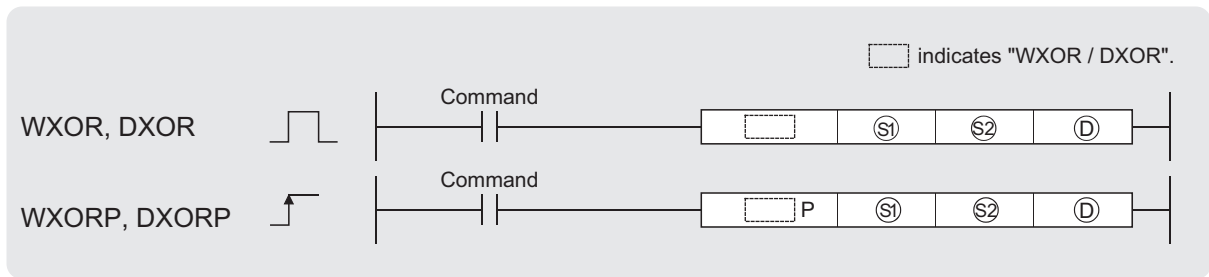 indicates "WXOR / DXOR".
Command
WXOR, DXOR S1 S2 D
Command
WXORP, DXORP P S1 S2 D